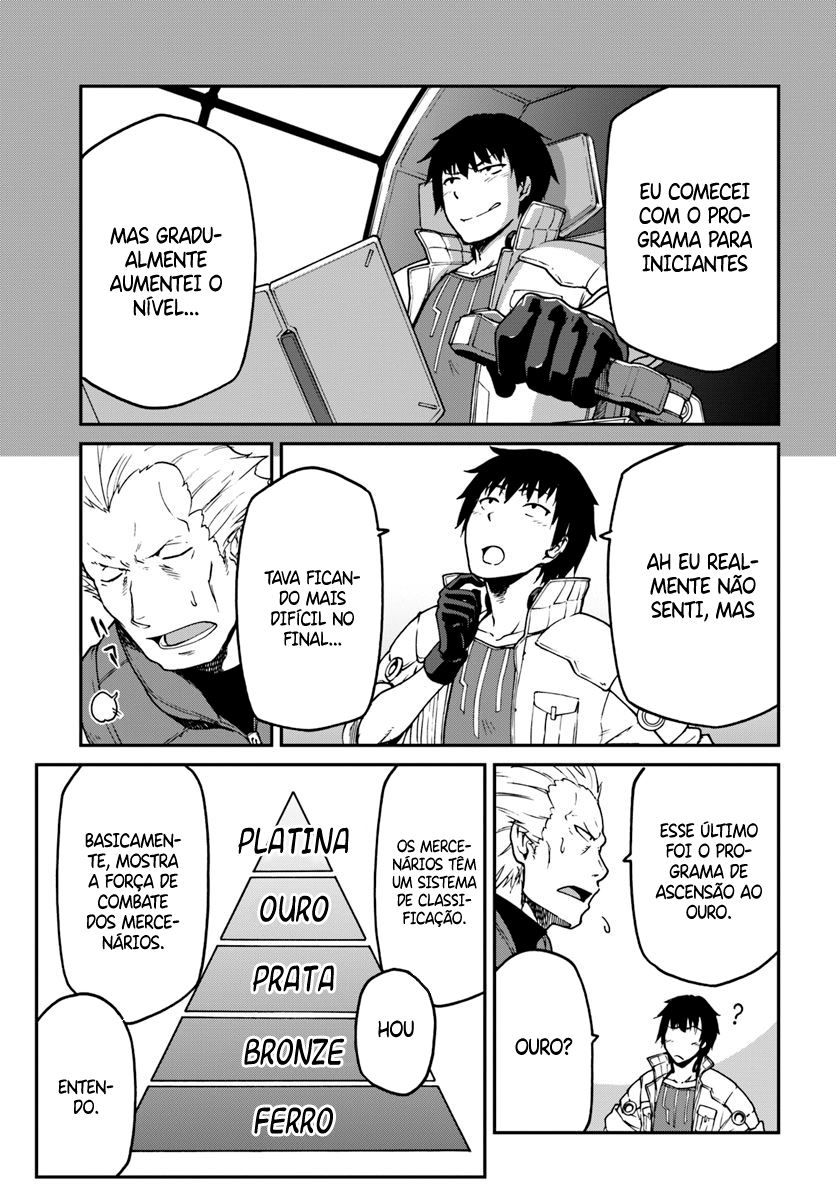 EU COMECEI
COM O PRO-
GRAMA PARA
INICIANTES
MAS GRADU-
ALMENTE
AUMENTEI O
NÍVEL...
AH EU REAL-
MENTE NÃO
SENTI, MAS
TAVA FICAN-
DO MAIS
DIFÍCIL NO
FINAL...
ESSE ÚLTIMO
FOI O PRO-
GRAMA DE
ASCENSÃO AO
OURO.
?
OURO?
OS MERCE-
NÁRIOS TÊM
UM SISTEMA
DE CLASSI-
FICAÇÃO.
HOU
PLATINA
OURO
PRATA
BRONZE
FERRO
BASICAMEN-
TE, MOSTRA
A FORÇA DE
COMBATE
DOS MERCE-
NÁRIOS.
ENTEN-
DO.